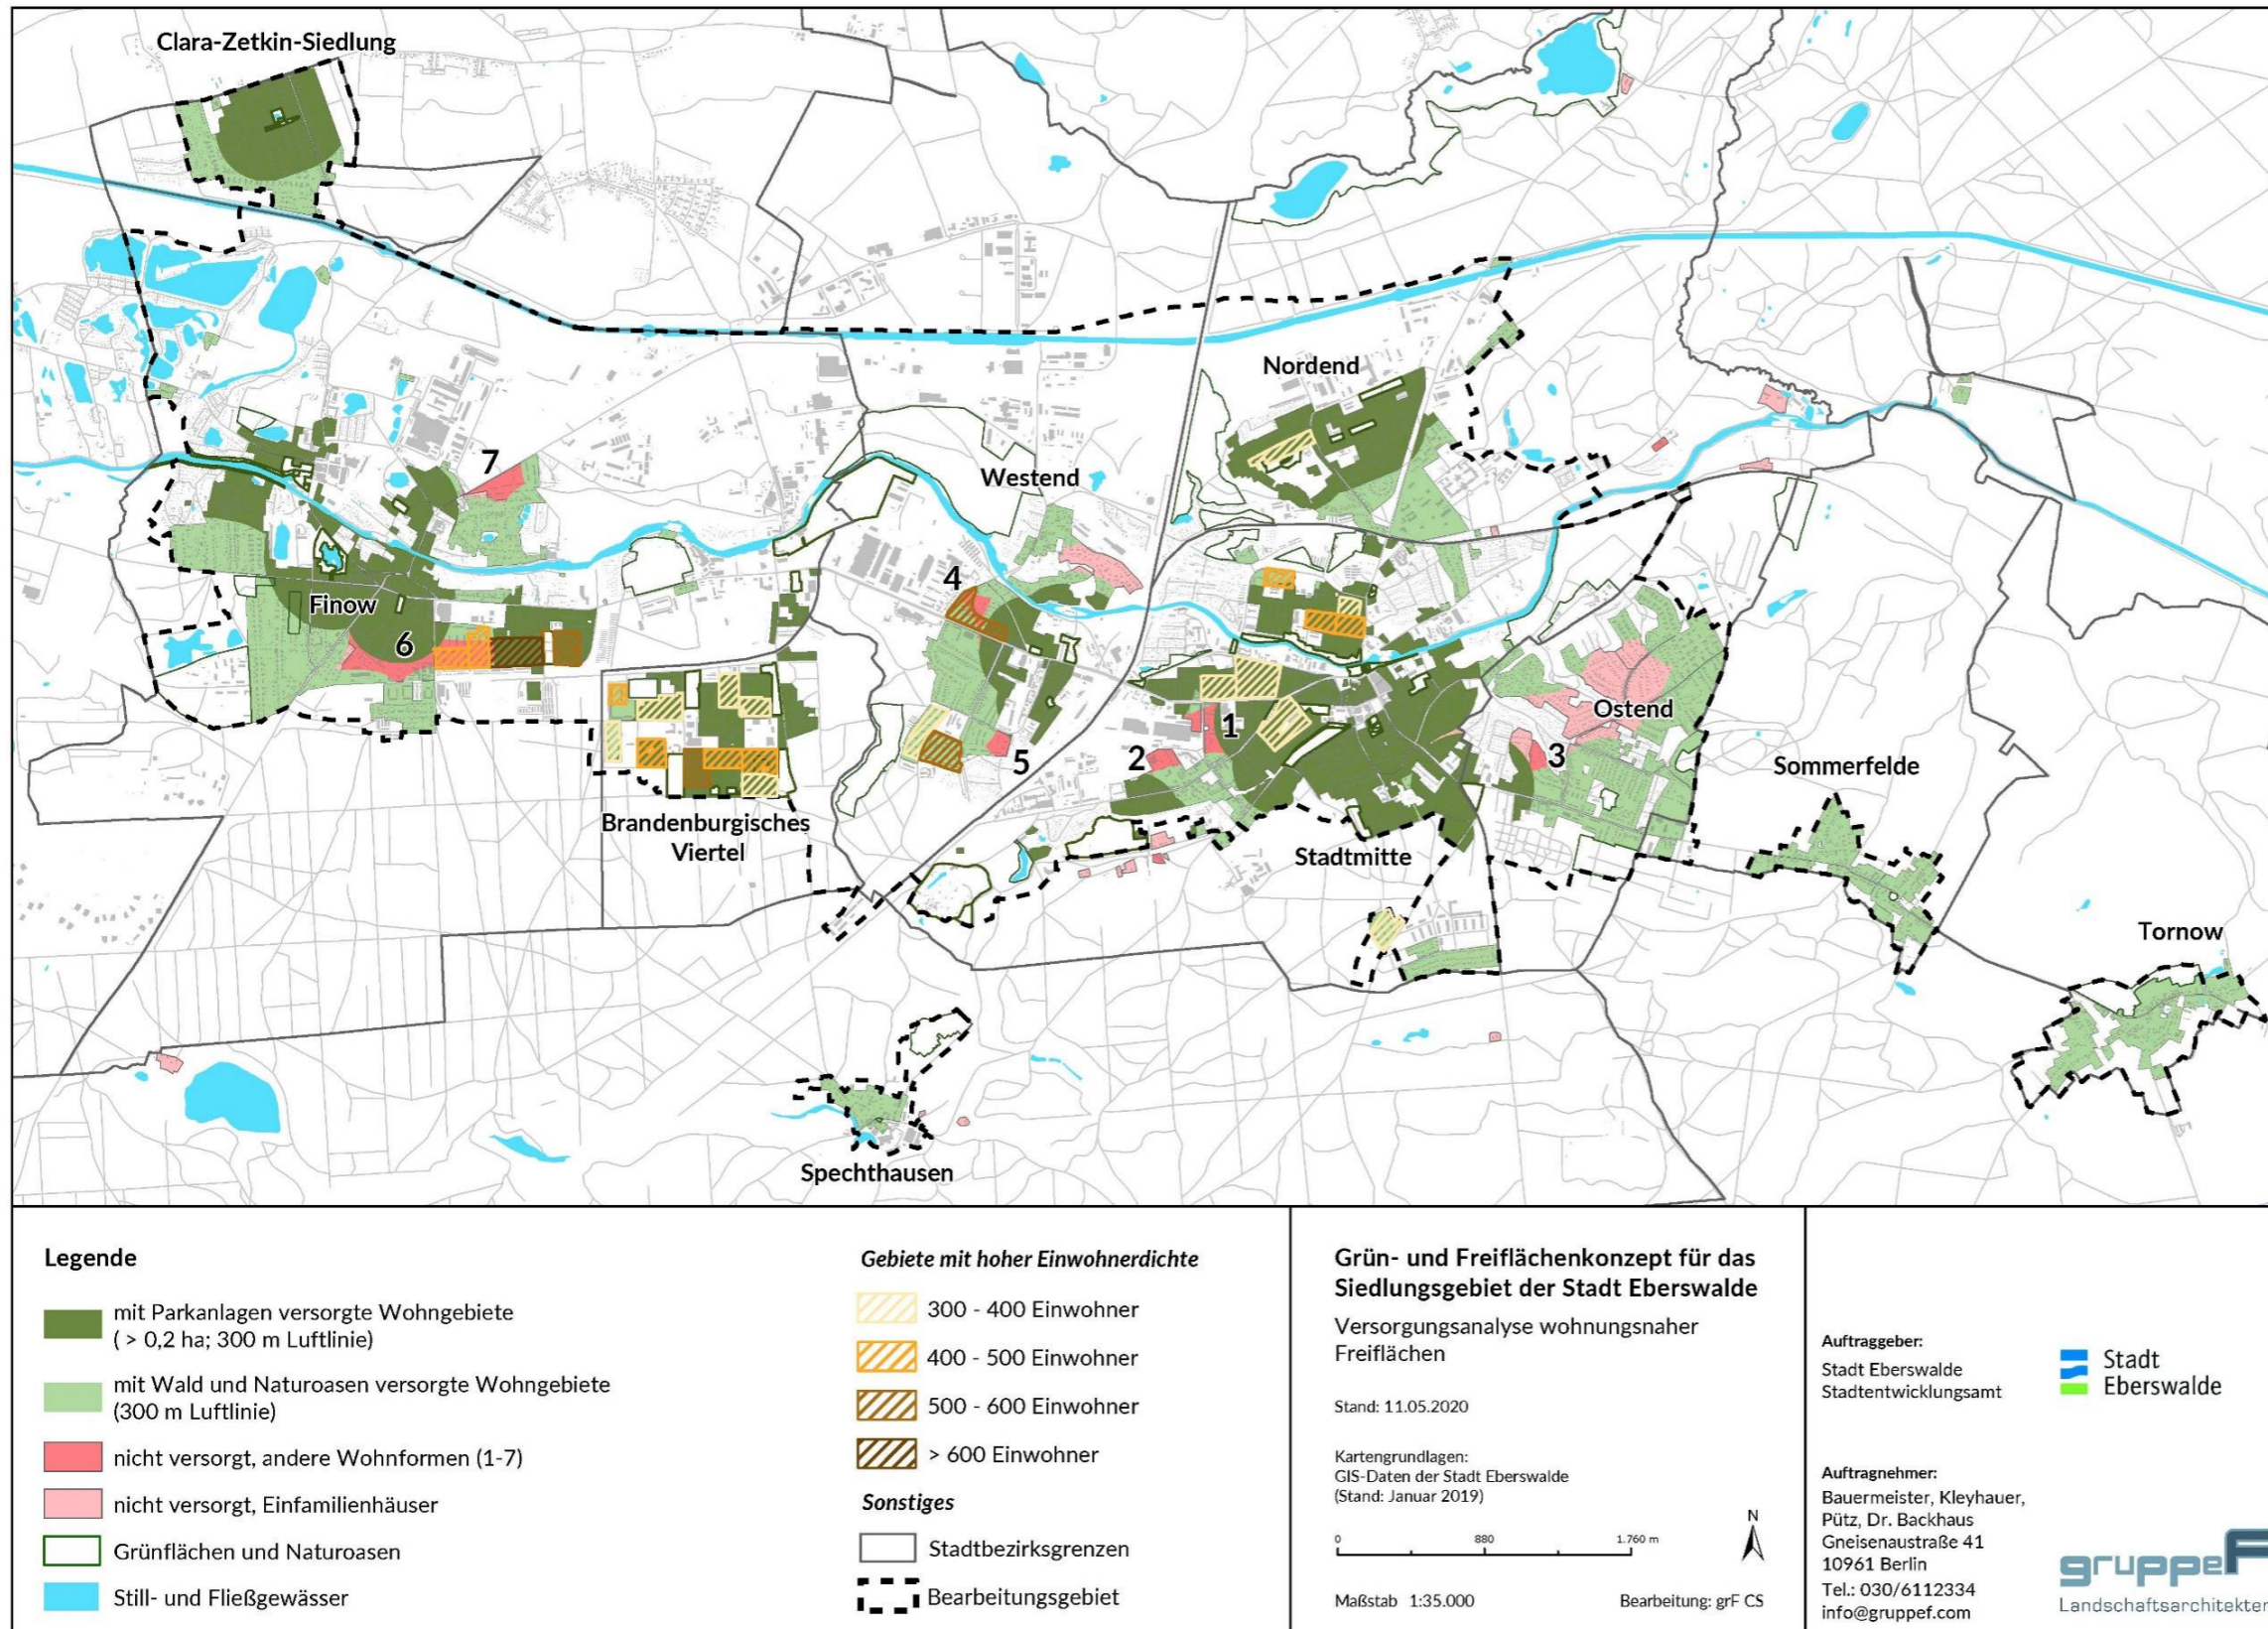 Clara-Zetkin-Siedlung
Nordend
7
Westend
4
Finow
6
Ostend
1
2
5
3
Sommerfelde
Brandenburgisches
Viertel
Stadtmitte
Tornow
Spechthausen
Legende
mit Parkanlagen versorgte Wohngebiete
( > 0,2 ha; 300 m Luftlinie)
mit Wald und Naturoasen versorgte Wohngebiete
(300 m Luftlinie)
nicht versorgt, andere Wohnformen (1-7)
nicht versorgt, Einfamilienhäuser
Grünflächen und Naturoasen
Still- und Fließgewässer
Gebiete mit hoher Einwohnerdichte
300 - 400 Einwohner
400 - 500 Einwohner
500 - 600 Einwohner
> 600 Einwohner
Sonstiges
Stadtbezirksgrenzen
Bearbeitungsgebiet
Grün- und Freiflächenkonzept für das
Siedlungsgebiet der Stadt Eberswalde
Versorgungsanalyse wohnungsnaher
Freiflächen
Stand: 11.05.2020
Kartengrundlagen:
GIS-Daten der Stadt Eberswalde
(Stand: Januar 2019)
N
0 880 1.760 m
Maßstab 1:35.000 Bearbeitung: grF CS
Auftraggeber:
Stadt Eberswalde
Stadtentwicklungsamt
Stadt
Eberswalde
Auftragnehmer:
Bauermeister, Kleyhauer,
Pütz, Dr. Backhaus
Gneisenaustraße 41
10961 Berlin
Tel.: 030/6112334
info@gruppef.com
gruppeF
Landschaftsarchitekten